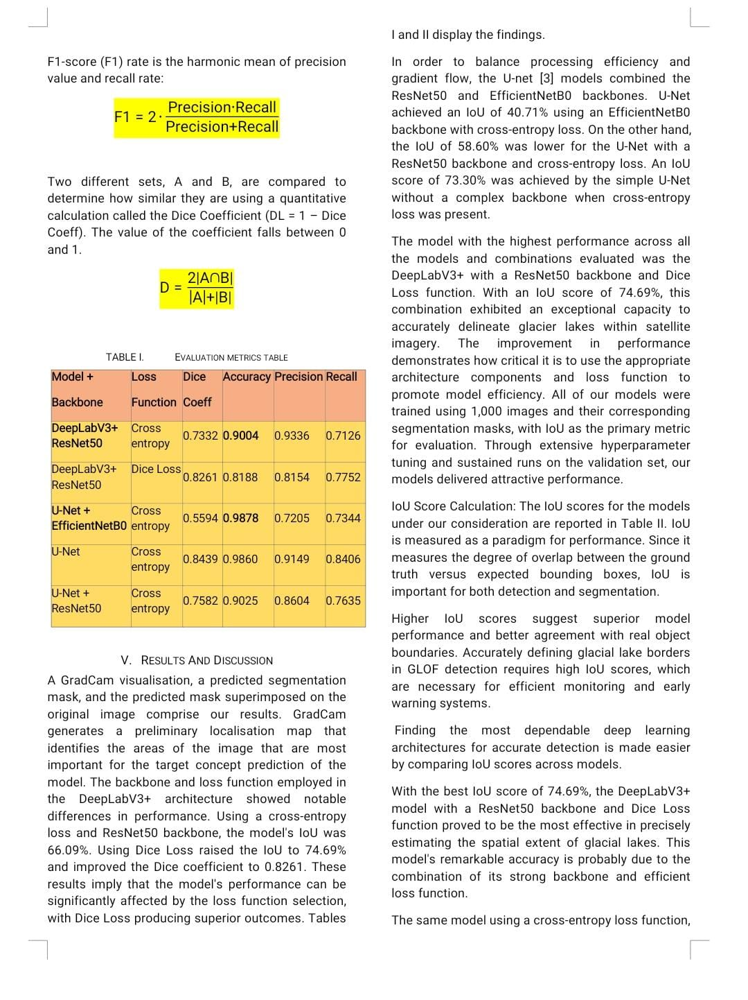 F1-score (F1) rate is the harmonic mean of precision
value and recall rate:
F1 = 2 · Precision·Recall
Precision+Recall
Two different sets, A and B, are compared to
determine how similar they are using a quantitative
calculation called the Dice Coefficient (DL = 1 – Dice
Coeff). The value of the coefficient falls between 0
and 1.
D = 2|A∩B|
|A|+|B|
TABLE I. EVALUATION METRICS TABLE
Model + Loss Dice Accuracy Precision Recall
Backbone Function Coeff
DeepLabV3+ Cross
ResNet50 entropy 0.7332 0.9004 0.9336 0.7126
DeepLabV3+ Dice Loss
ResNet50 0.8261 0.8188 0.8154 0.7752
U-Net + Cross
EfficientNetB0 entropy 0.5594 0.9878 0.7205 0.7344
U-Net Cross
entropy 0.8439 0.9860 0.9149 0.8406
U-Net + Cross
ResNet50 entropy 0.7582 0.9025 0.8604 0.7635
V. RESULTS AND DISCUSSION
A GradCam visualisation, a predicted segmentation
mask, and the predicted mask superimposed on the
original image comprise our results. GradCam
generates a preliminary localisation map that
identifies the areas of the image that are most
important for the target concept prediction of the
model. The backbone and loss function employed in
the DeepLabV3+ architecture showed notable
differences in performance. Using a cross-entropy
loss and ResNet50 backbone, the model's IoU was
66.09%. Using Dice Loss raised the IoU to 74.69%
and improved the Dice coefficient to 0.8261. These
results imply that the model's performance can be
significantly affected by the loss function selection,
with Dice Loss producing superior outcomes. Tables
I and II display the findings.
In order to balance processing efficiency and
gradient flow, the U-net [3] models combined the
ResNet50 and EfficientNetB0 backbones. U-Net
achieved an IoU of 40.71% using an EfficientNetB0
backbone with cross-entropy loss. On the other hand,
the IoU of 58.60% was lower for the U-Net with a
ResNet50 backbone and cross-entropy loss. An IoU
score of 73.30% was achieved by the simple U-Net
without a complex backbone when cross-entropy
loss was present.
The model with the highest performance across all
the models and combinations evaluated was the
DeepLabV3+ with a ResNet50 backbone and Dice
Loss function. With an IoU score of 74.69%, this
combination exhibited an exceptional capacity to
accurately delineate glacier lakes within satellite
imagery. The improvement in performance
demonstrates how critical it is to use the appropriate
architecture components and loss function to
promote model efficiency. All of our models were
trained using 1,000 images and their corresponding
segmentation masks, with IoU as the primary metric
for evaluation. Through extensive hyperparameter
tuning and sustained runs on the validation set, our
models delivered attractive performance.
IoU Score Calculation: The IoU scores for the models
under our consideration are reported in Table II. IoU
is measured as a paradigm for performance. Since it
measures the degree of overlap between the ground
truth versus expected bounding boxes, IoU is
important for both detection and segmentation.
Higher IoU scores suggest superior model
performance and better agreement with real object
boundaries. Accurately defining glacial lake borders
in GLOF detection requires high IoU scores, which
are necessary for efficient monitoring and early
warning systems.
Finding the most dependable deep learning
architectures for accurate detection is made easier
by comparing IoU scores across models.
With the best IoU score of 74.69%, the DeepLabV3+
model with a ResNet50 backbone and Dice Loss
function proved to be the most effective in precisely
estimating the spatial extent of glacial lakes. This
model's remarkable accuracy is probably due to the
combination of its strong backbone and efficient
loss function.
The same model using a cross-entropy loss function,